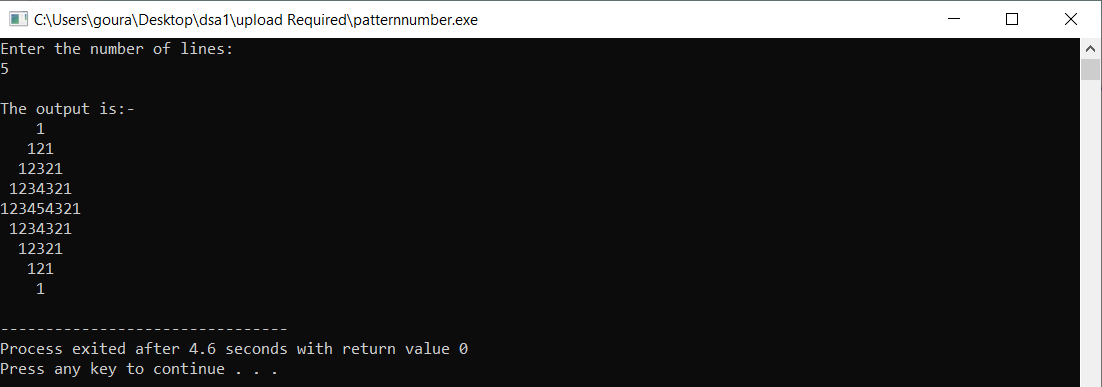 C:\Users\goura\Desktop\dsa1\upload Required\patternnumber.exe
Enter the number of lines:
5

The output is:-
    1
   121
  12321
 1234321
123454321
 1234321
  12321
   121
    1

--------------------------------
Process exited after 4.6 seconds with return value 0
Press any key to continue . . .